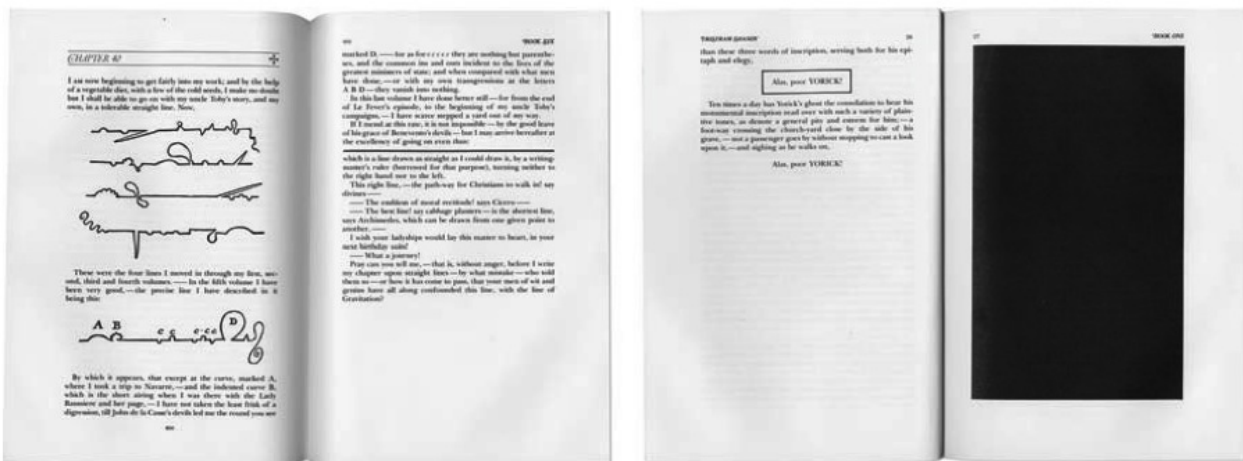 CHAPTER 40
I am now beginning to get fairly into my work; and by the help
of a vegetable diet, with a few of the cold seeds, I make no doubt
but I shall be able to go on with my uncle Toby's story, and my
own, in a tolerable straight line. Now,
These were the four lines I moved in through my first, sec-
ond, third and fourth volumes. — In the fifth volume I have
been very good, — the precise line I have described in it
being this:
A B c c c c c D
By which it appears, that except at the curve, marked A.
where I took a trip to Navarre, — and the indented curve B.
which is the short airing when I was there with the Lady
Baussiere and her page, — I have not taken the least frisk of a
digression, till John de la Casse's devils led me the round you see
BOOK SIX
marked D. — for as for c c c c c they are nothing but parenthe-
ses, and the common ins and outs incident to the lives of the
greatest ministers of state; and when compared with what men
have done, — or with my own transgressions at the letters
A B D — they vanish into nothing.
In this last volume I have done better still — for from the end
of Le Fever's episode, to the beginning of my uncle Toby's
campaigns, — I have scarce stepped a yard out of my way.
If I mend at this rate, it is not impossible — by the good leave
of his grace of Benevento's devils — but I may arrive hereafter at
the excellency of going on even thus:
which is a line drawn as straight as I could draw it, by a writing-
master's ruler (borrowed for that purpose), turning neither to
the right hand nor to the left.
This right line, — the path-way for Christians to walk in! say
divines —
— The emblem of moral rectitude! says Cicero —
— The best line! say cabbage planters — is the shortest line,
says Archimedes, which can be drawn from one given point to
another. —
I wish your ladyships would lay this matter to heart, in your
next birthday suits!
— What a journey!
Pray can you tell me, — that is, without anger, before I write
my chapter upon straight lines — by what mistake — who told
them so — or how it has come to pass, that your men of wit and
genius have all along confounded this line, with the line of
Gravitation?
TRISTRAM SHANDY
than these three words of inscription, serving both for his epi-
taph and elegy.
Alas, poor YORICK!
Ten times a day has Yorick's ghost the consolation to hear his
monumental inscription read over with such a variety of plain-
tive tones, as denote a general pity and esteem for him; — a
foot-way crossing the church-yard close by the side of his
grave, — not a passenger goes by without stopping to cast a look
upon it, — and sighing as he walks on,
Alas, poor YORICK!
BOOK ONE